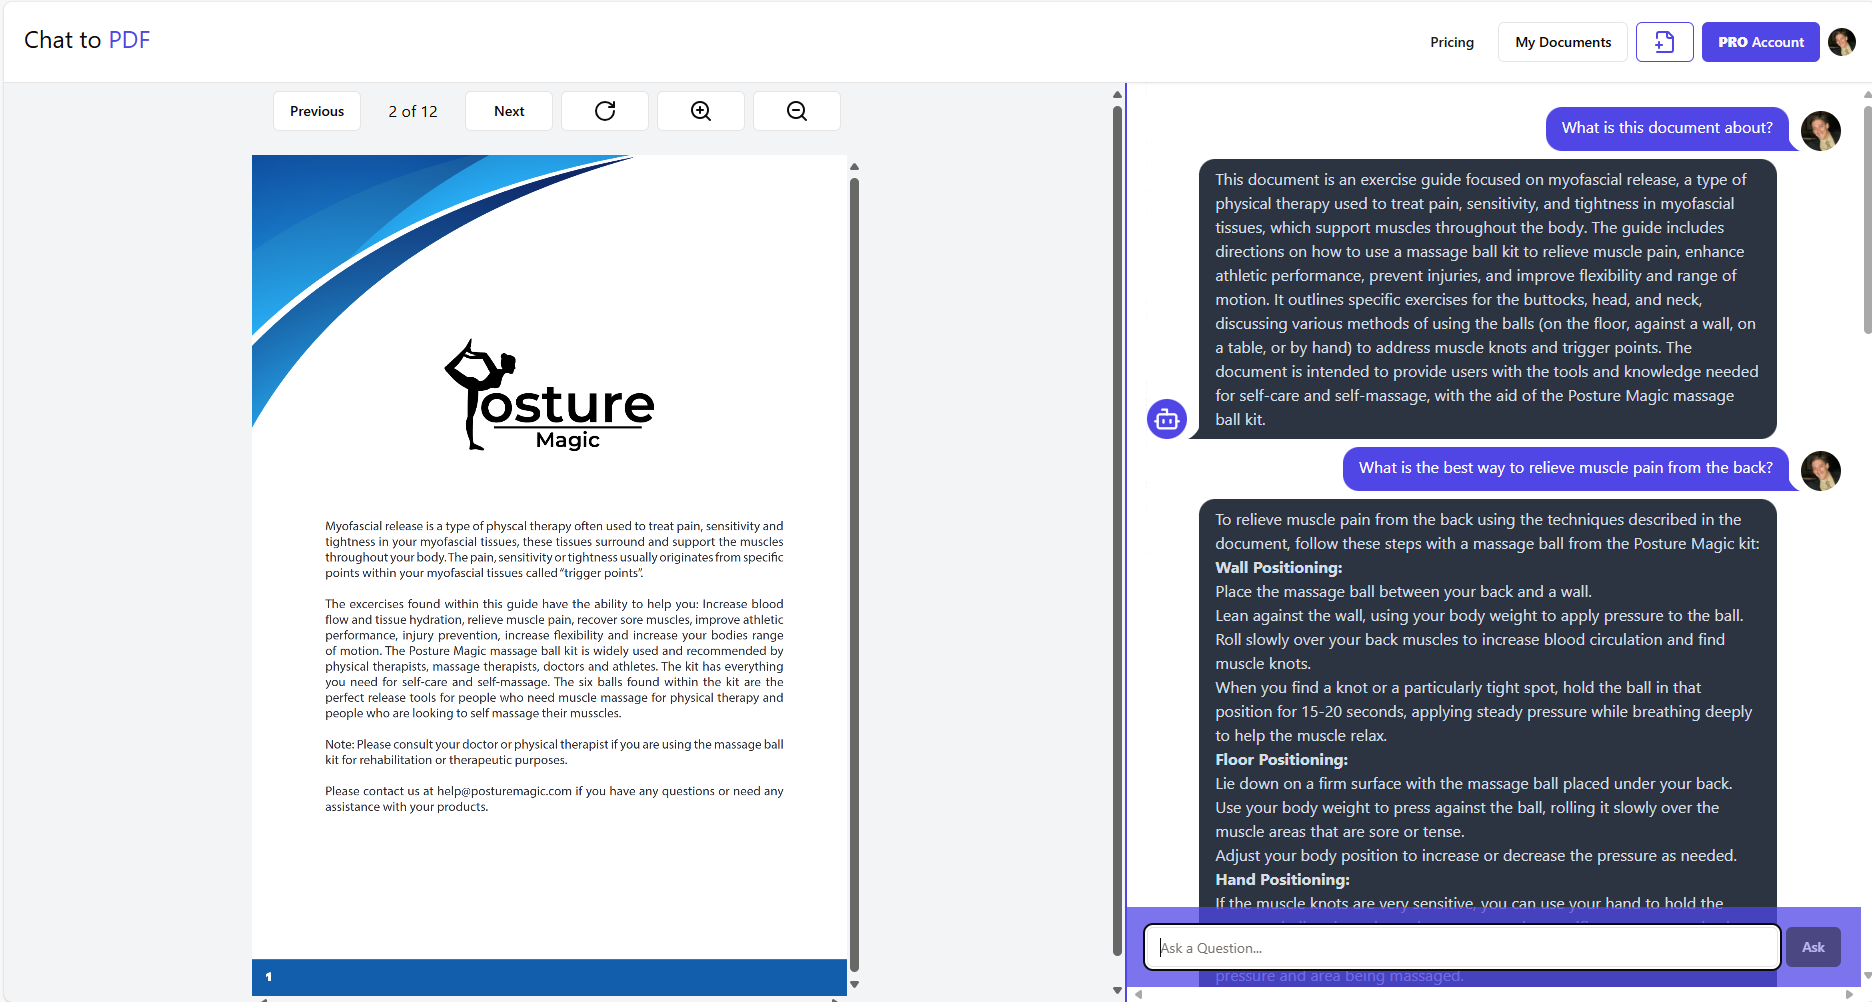 Chat to PDF
Pricing
My Documents
PRO Account
Previous
2 of 12
Next
Posture
Magic
Myofascial release is a type of physcal therapy often used to treat pain, sensitivity and
tightness in your myofascial tissues, these tissues surround and support the muscles
throughout your body. The pain, sensitivity or tightness usually originates from specific
points within your myofascial tissues called “trigger points”.
The excercises found within this guide have the ability to help you: Increase blood
flow and tissue hydration, relieve muscle pain, recover sore muscles, improve athletic
performance, injury prevention, increase flexibility and increase your bodies range
of motion. The Posture Magic massage ball kit is widely used and recommended by
physical therapists, massage therapists, doctors and athletes. The kit has everything
you need for self-care and self-massage. The six balls found within the kit are the
perfect release tools for people who need muscle massage for physical therapy and
people who are looking to self massage their musscles.
Note: Please consult your doctor or physical therapist if you are using the massage ball
kit for rehabilitation or therapeutic purposes.
Please contact us at help@posturemagic.com if you have any questions or need any
assistance with your products.
1
What is this document about?
This document is an exercise guide focused on myofascial release, a type of
physical therapy used to treat pain, sensitivity, and tightness in myofascial
tissues, which support muscles throughout the body. The guide includes
directions on how to use a massage ball kit to relieve muscle pain, enhance
athletic performance, prevent injuries, and improve flexibility and range of
motion. It outlines specific exercises for the buttocks, head, and neck,
discussing various methods of using the balls (on the floor, against a wall, on
a table, or by hand) to address muscle knots and trigger points. The
document is intended to provide users with the tools and knowledge needed
for self-care and self-massage, with the aid of the Posture Magic massage
ball kit.
What is the best way to relieve muscle pain from the back?
To relieve muscle pain from the back using the techniques described in the
document, follow these steps with a massage ball from the Posture Magic kit:
Wall Positioning:
Place the massage ball between your back and a wall.
Lean against the wall, using your body weight to apply pressure to the ball.
Roll slowly over your back muscles to increase blood circulation and find
muscle knots.
When you find a knot or a particularly tight spot, hold the ball in that
position for 15-20 seconds, applying steady pressure while breathing deeply
to help the muscle relax.
Floor Positioning:
Lie down on a firm surface with the massage ball placed under your back.
Use your body weight to press against the ball, rolling it slowly over the
muscle areas that are sore or tense.
Adjust your body position to increase or decrease the pressure as needed.
Hand Positioning:
If the muscle knots are very sensitive, you can use your hand to hold the
Ask a Question...
Ask
pressure and area being massaged.